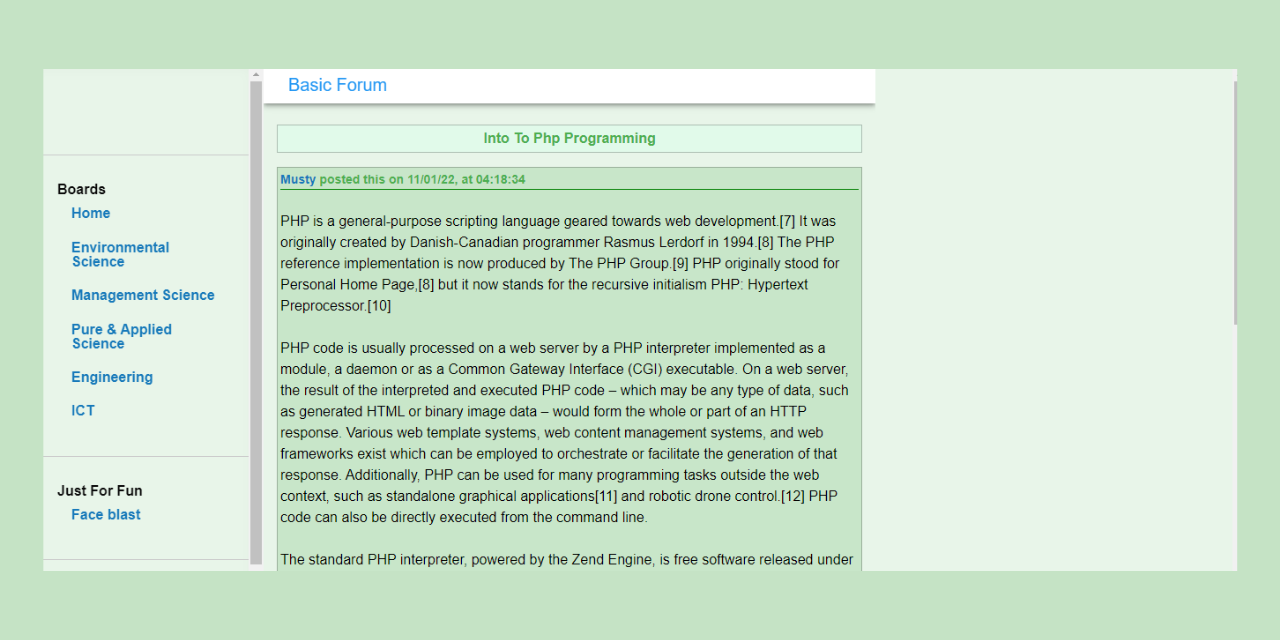 Basic Forum
Boards
Home
Environmental
Science
Management Science
Pure & Applied
Science
Engineering
ICT
Just For Fun
Face blast
Into To Php Programming
Musty posted this on 11/01/22, at 04:18:34
PHP is a general-purpose scripting language geared towards web development.[7] It was
originally created by Danish-Canadian programmer Rasmus Lerdorf in 1994.[8] The PHP
reference implementation is now produced by The PHP Group.[9] PHP originally stood for
Personal Home Page,[8] but it now stands for the recursive initialism PHP: Hypertext
Preprocessor.[10]
PHP code is usually processed on a web server by a PHP interpreter implemented as a
module, a daemon or as a Common Gateway Interface (CGI) executable. On a web server,
the result of the interpreted and executed PHP code – which may be any type of data, such
as generated HTML or binary image data – would form the whole or part of an HTTP
response. Various web template systems, web content management systems, and web
frameworks exist which can be employed to orchestrate or facilitate the generation of that
response. Additionally, PHP can be used for many programming tasks outside the web
context, such as standalone graphical applications[11] and robotic drone control.[12] PHP
code can also be directly executed from the command line.
The standard PHP interpreter, powered by the Zend Engine, is free software released under